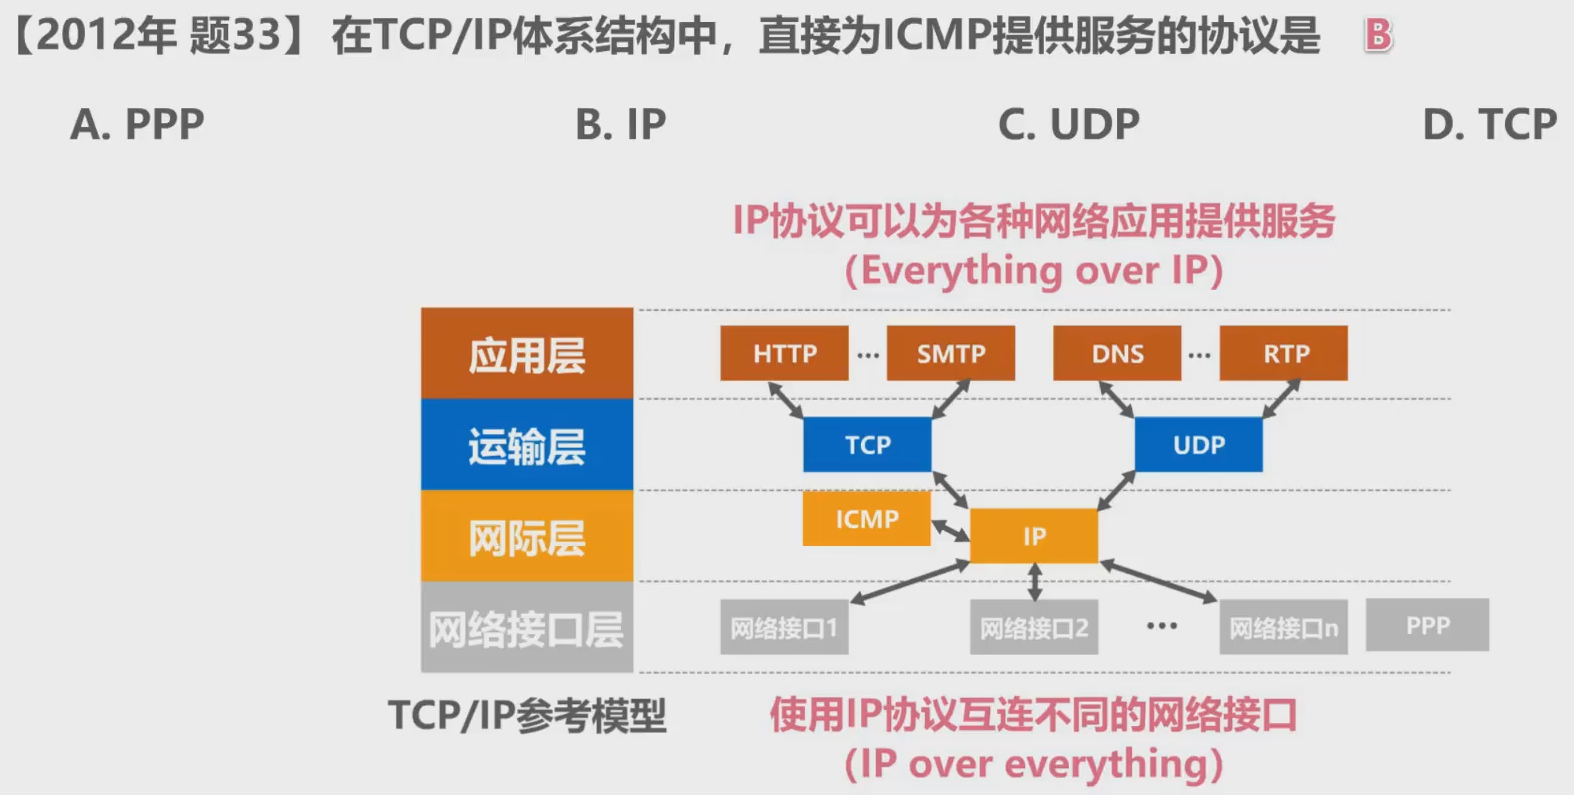 【2012年 题33】在TCP/IP体系结构中，直接为ICMP提供服务的协议是 B
A. PPP B. IP C. UDP D. TCP
IP协议可以为各种网络应用提供服务
（Everything over IP）
应用层 HTTP … SMTP DNS … RTP
运输层 TCP UDP
网际层 ICMP IP
网络接口层 网络接口1 网络接口2 … 网络接口n PPP
TCP/IP参考模型
使用IP协议互连不同的网络接口
（IP over everything）